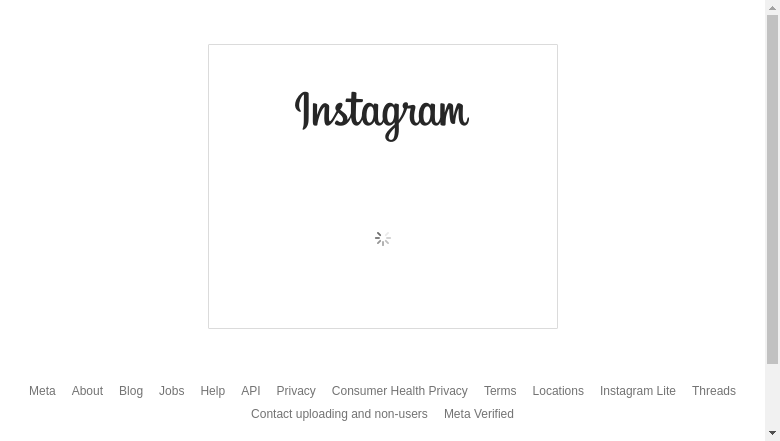 Instagram
Meta About Blog Jobs Help API Privacy Consumer Health Privacy Terms Locations Instagram Lite Threads
Contact uploading and non-users Meta Verified